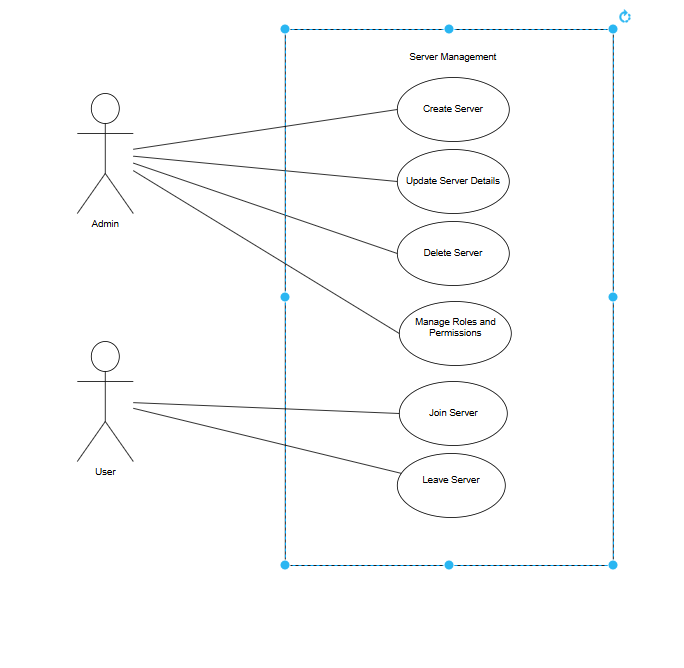 Server Management
Create Server
Update Server Details
Delete Server
Admin
Manage Roles and
Permissions
Join Server
User
Leave Server